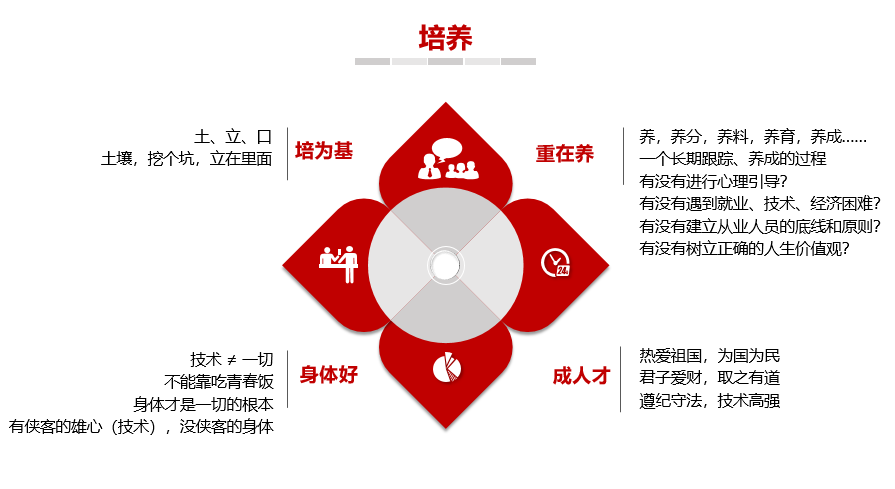 培养
培为基
土、立、口
土壤，挖个坑，立在里面
重在养
养，养分，养料，养育，养成……
一个长期跟踪、养成的过程
有没有进行心理引导？
有没有遇到就业、技术、经济困难？
有没有建立从业人员的底线和原则？
有没有树立正确的人生价值观？
24h
身体好
技术 ≠ 一切
不能靠吃青春饭
身体才是一切的根本
有侠客的雄心（技术），没侠客的身体
成人才
热爱祖国，为国为民
君子爱财，取之有道
遵纪守法，技术高强